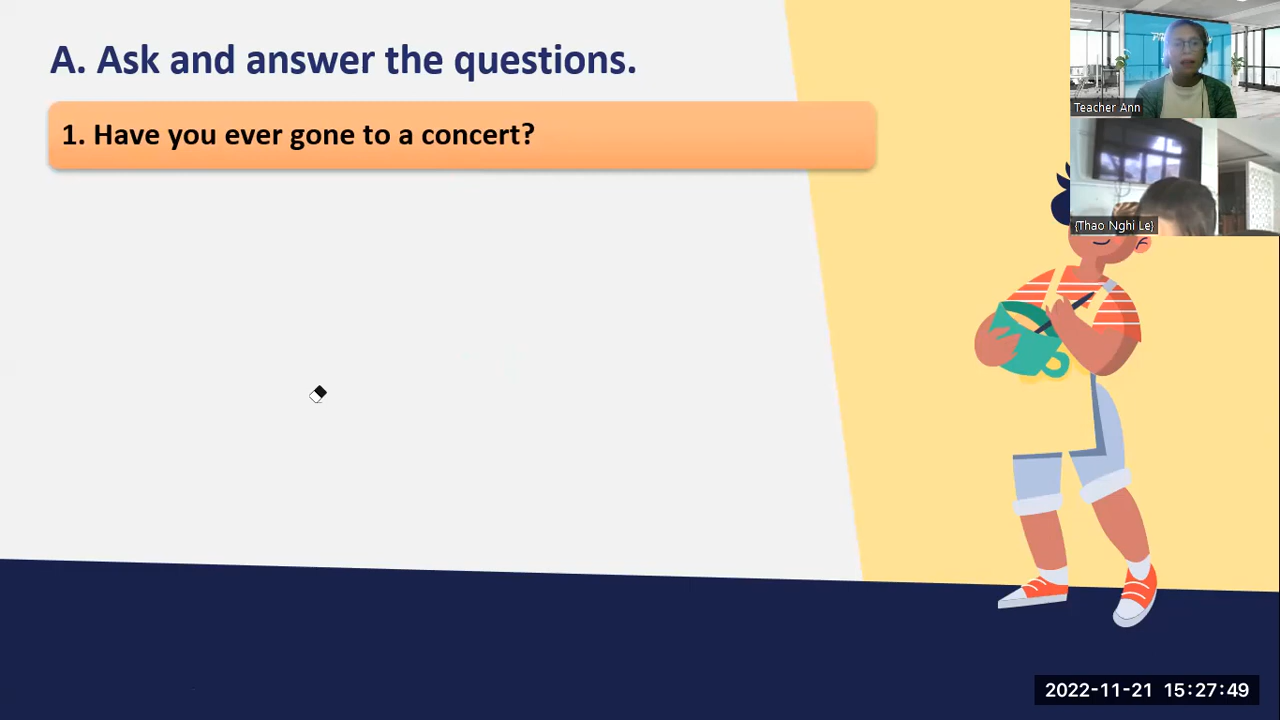 A. Ask and answer the questions.
1. Have you ever gone to a concert?
Teacher Ann
{Thao Nghi Le}
2022-11-21 15:27:49